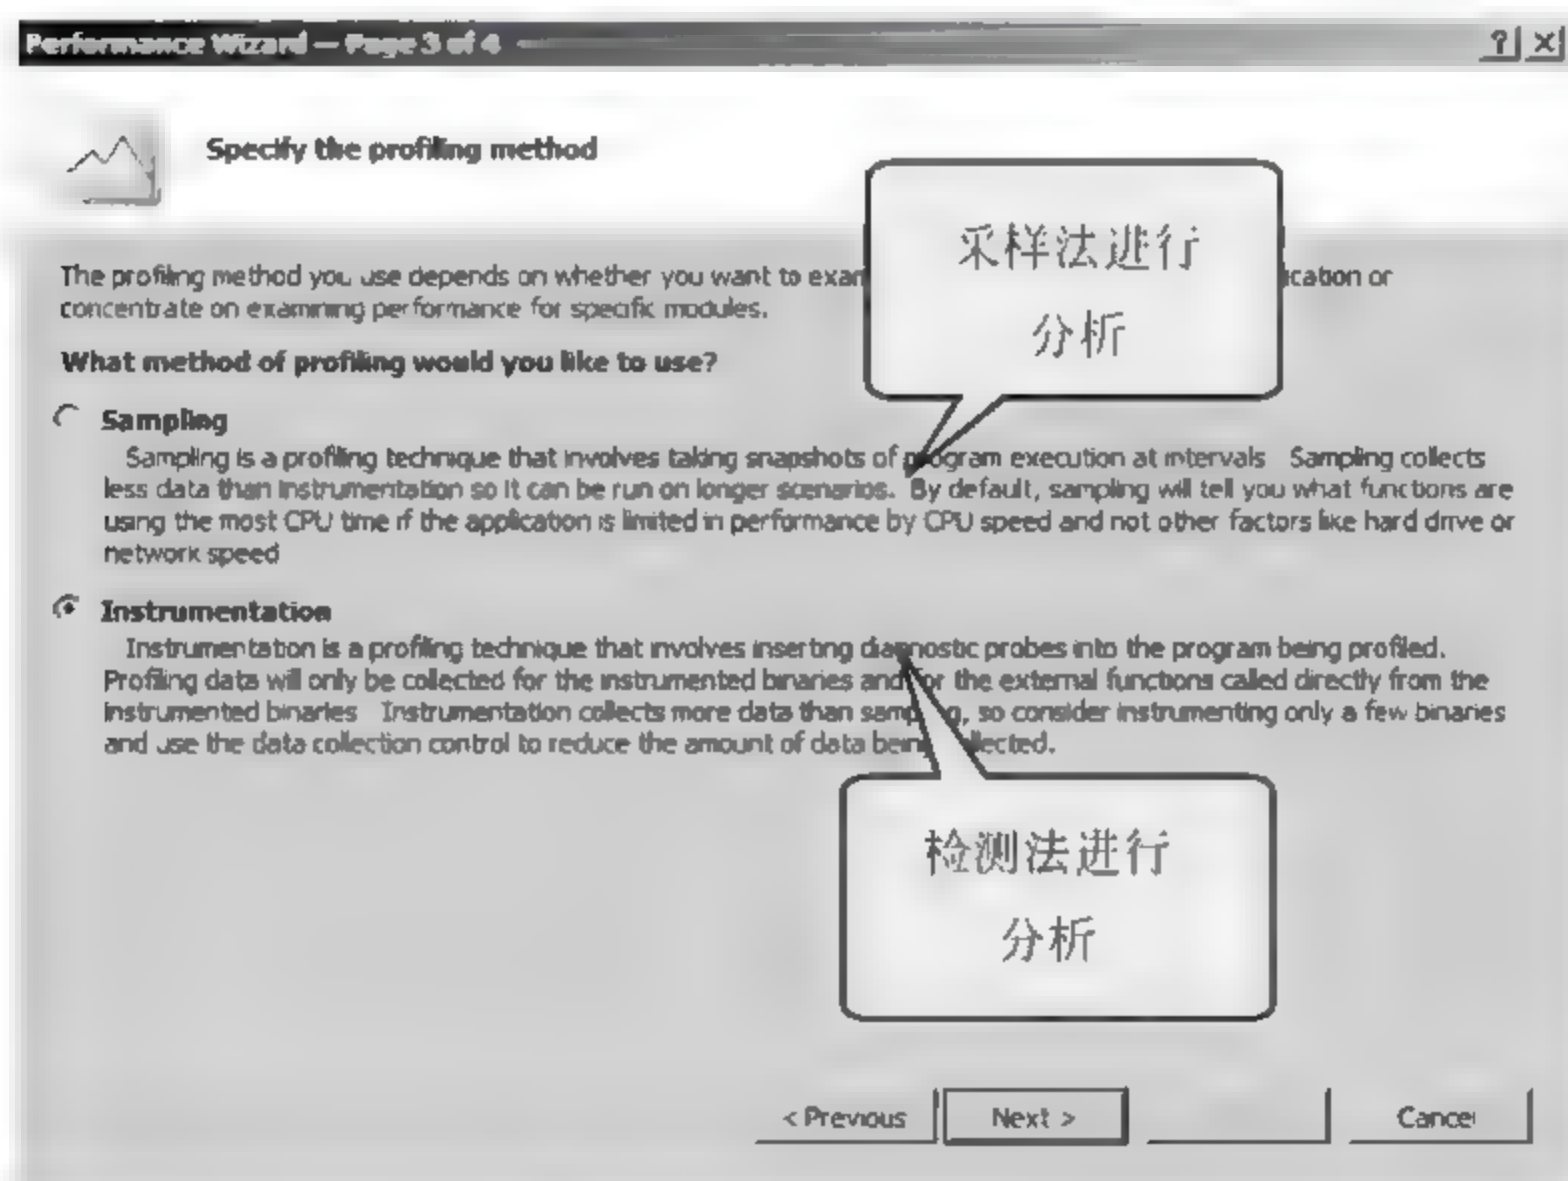 Performance Wizard — Page 3 of 4
Specify the profiling method
采样法进行
分析
The profiling method you use depends on whether you want to exam ication or
concentrate on examining performance for specific modules.
What method of profiling would you like to use?
Sampling
Sampling is a profiling technique that involves taking snapshots of program execution at intervals Sampling collects
less data than instrumentation so it can be run on longer scenarios. By default, sampling will tell you what functions are
using the most CPU time if the application is limited in performance by CPU speed and not other factors like hard drive or
network speed
Instrumentation
Instrumentation is a profiling technique that involves inserting diagnostic probes into the program being profiled.
Profiling data will only be collected for the instrumented binaries and for the external functions called directly from the
instrumented binaries Instrumentation collects more data than sampling, so consider instrumenting only a few binaries
and use the data collection control to reduce the amount of data being collected.
检测法进行
分析
< Previous Next > Cancel